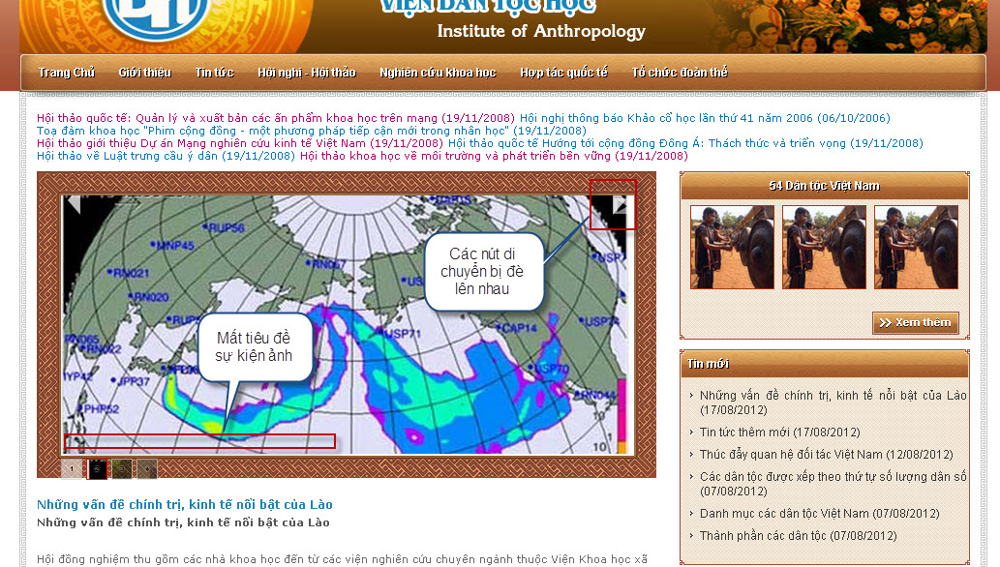 VIỆN DÂN TỘC HỌC
Institute of Anthropology
Trang Chủ Giới thiệu Tin tức Hội nghị - Hội thảo Nghiên cứu khoa học Hợp tác quốc tế Tổ chức đoàn thể
Hội thảo quốc tế: Quản lý và xuất bản các ấn phẩm khoa học trên mạng (19/11/2008) Hội nghị thông báo Khảo cổ học lần thứ 41 năm 2006 (06/10/2006)
Toạ đàm khoa học "Phim cộng đồng - một phương pháp tiếp cận mới trong nhân học" (19/11/2008)
Hội thảo giới thiệu Dự án Mạng nghiên cứu kinh tế Việt Nam (19/11/2008) Hội thảo quốc tế Hướng tới cộng đồng Đông Á: Thách thức và triển vọng (19/11/2008)
Hội thảo về Luật trưng cầu ý dân (19/11/2008) Hội thảo khoa học về môi trường và phát triển bền vững (19/11/2008)
RUP56
MNP45
RN067
USP7
RN021
RN020
Các nút di
chuyển bị đè
lên nhau
Mất tiêu đề
sự kiện ảnh
USP71
CAP14
USP74
RN022
YP42
JPP37
USP70
RN044
PHP52
10
1
54 Dân tộc Việt Nam
Xem thêm
Tin mới
Những vấn đề chính trị, kinh tế nổi bật của Lào
(17/08/2012)
Tin tức thêm mới (17/08/2012)
Thúc đẩy quan hệ đối tác Việt Nam (12/08/2012)
Các dân tộc được xếp theo thứ tự số lượng dân số
(07/08/2012)
Danh mục các dân tộc Việt Nam (07/08/2012)
Thành phần các dân tộc (07/08/2012)
Những vấn đề chính trị, kinh tế nổi bật của Lào
Những vấn đề chính trị, kinh tế nổi bật của Lào
Hội đồng nghiệm thu gồm các nhà khoa học đến từ các viện nghiên cứu chuyên ngành thuộc Viện Khoa học xã